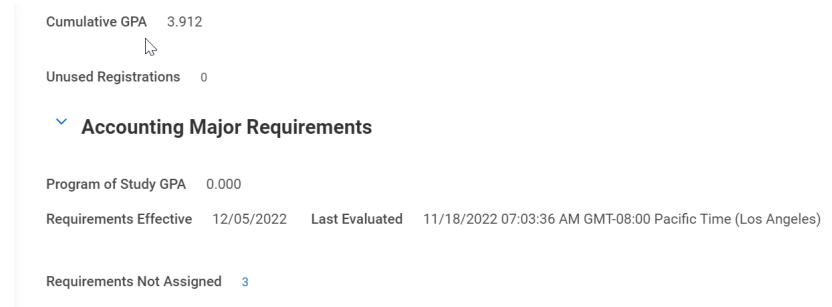 Cumulative GPA 3.912
Unused Registrations 0
Accounting Major Requirements
Program of Study GPA 0.000
Requirements Effective 12/05/2022 Last Evaluated 11/18/2022 07:03:36 AM GMT-08:00 Pacific Time (Los Angeles)
Requirements Not Assigned 3